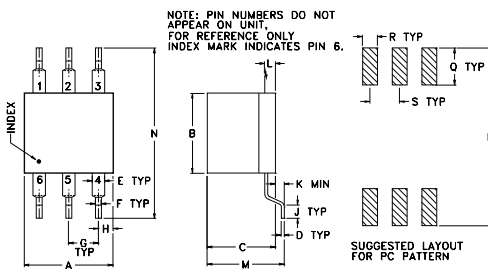 NOTE: PIN NUMBERS DO NOT
APPEAR ON UNIT,
FOR REFERENCE ONLY
INDEX MARK INDICATES PIN 6.
1 2 3
INDEX
6 5 4
N
E TYP
F TYP
H
G
TYP
A
L
B
K MIN
J TYP
D TYP
C
M
R TYP
Q TYP
S TYP
SUGGESTED LAYOUT
FOR PC PATTERN